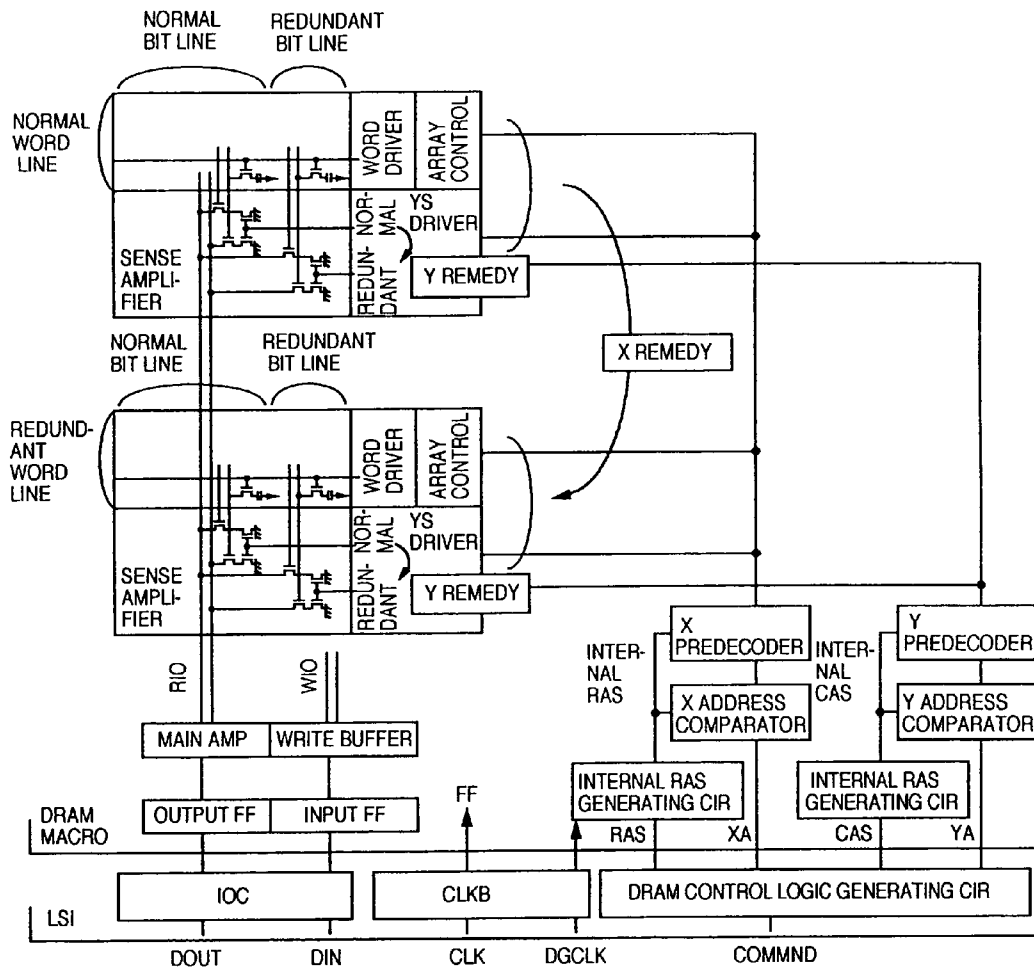 NORMAL
BIT LINE
REDUNDANT
BIT LINE
NORMAL
WORD
LINE
WORD
DRIVER
ARRAY
CONTROL
SENSE
AMPLI-
FIER
NOR-
MAL
REDUN-
DANT
YS
DRIVER
Y REMEDY
X REMEDY
NORMAL
BIT LINE
REDUNDANT
BIT LINE
REDUND-
ANT
WORD
LINE
WORD
DRIVER
ARRAY
CONTROL
SENSE
AMPLI-
FIER
NOR-
MAL
REDUN-
DANT
YS
DRIVER
Y REMEDY
RIO
WIO
INTER-
NAL
RAS
X
PREDECODER
INTER-
NAL
CAS
Y
PREDECODER
X ADDRESS
COMPARATOR
Y ADDRESS
COMPARATOR
MAIN AMP
WRITE BUFFER
INTERNAL RAS
GENERATING CIR
INTERNAL RAS
GENERATING CIR
OUTPUT FF
INPUT FF
FF
DRAM
MACRO
RAS
XA
CAS
YA
IOC
CLKB
DRAM CONTROL LOGIC GENERATING CIR
LSI
DOUT
DIN
CLK
DGCLK
COMMND